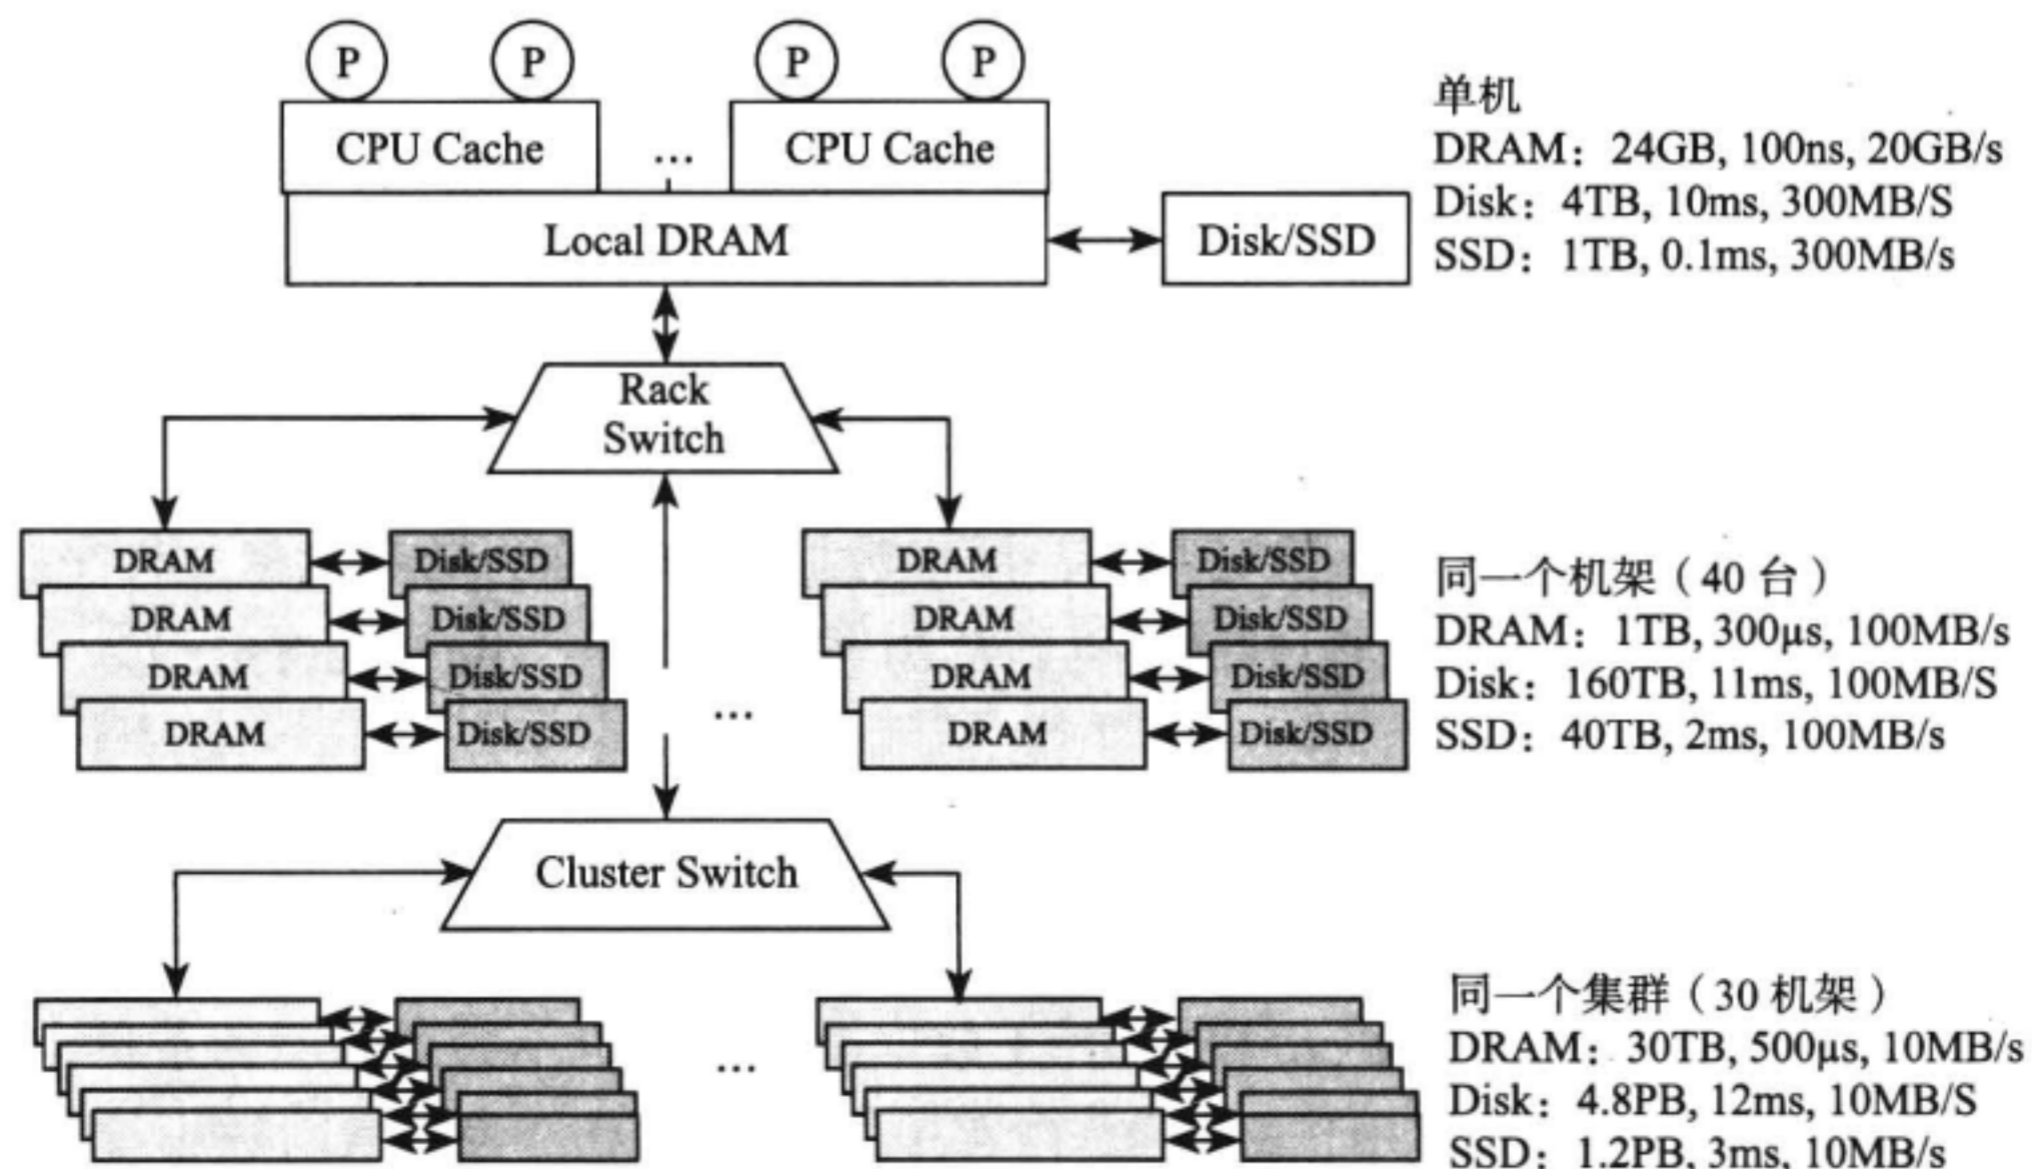 P P P P
CPU Cache ... CPU Cache
Local DRAM
Disk/SSD
单机
DRAM：24GB, 100ns, 20GB/s
Disk：4TB, 10ms, 300MB/S
SSD：1TB, 0.1ms, 300MB/s
Rack
Switch
DRAM Disk/SSD DRAM Disk/SSD
DRAM Disk/SSD DRAM Disk/SSD
DRAM Disk/SSD DRAM Disk/SSD
...
DRAM Disk/SSD DRAM Disk/SSD
同一个机架（40 台）
DRAM：1TB, 300μs, 100MB/s
Disk：160TB, 11ms, 100MB/S
SSD：40TB, 2ms, 100MB/s
Cluster Switch
...
同一个集群（30 机架）
DRAM：30TB, 500μs, 10MB/s
Disk：4.8PB, 12ms, 10MB/S
SSD：1.2PB, 3ms, 10MB/s